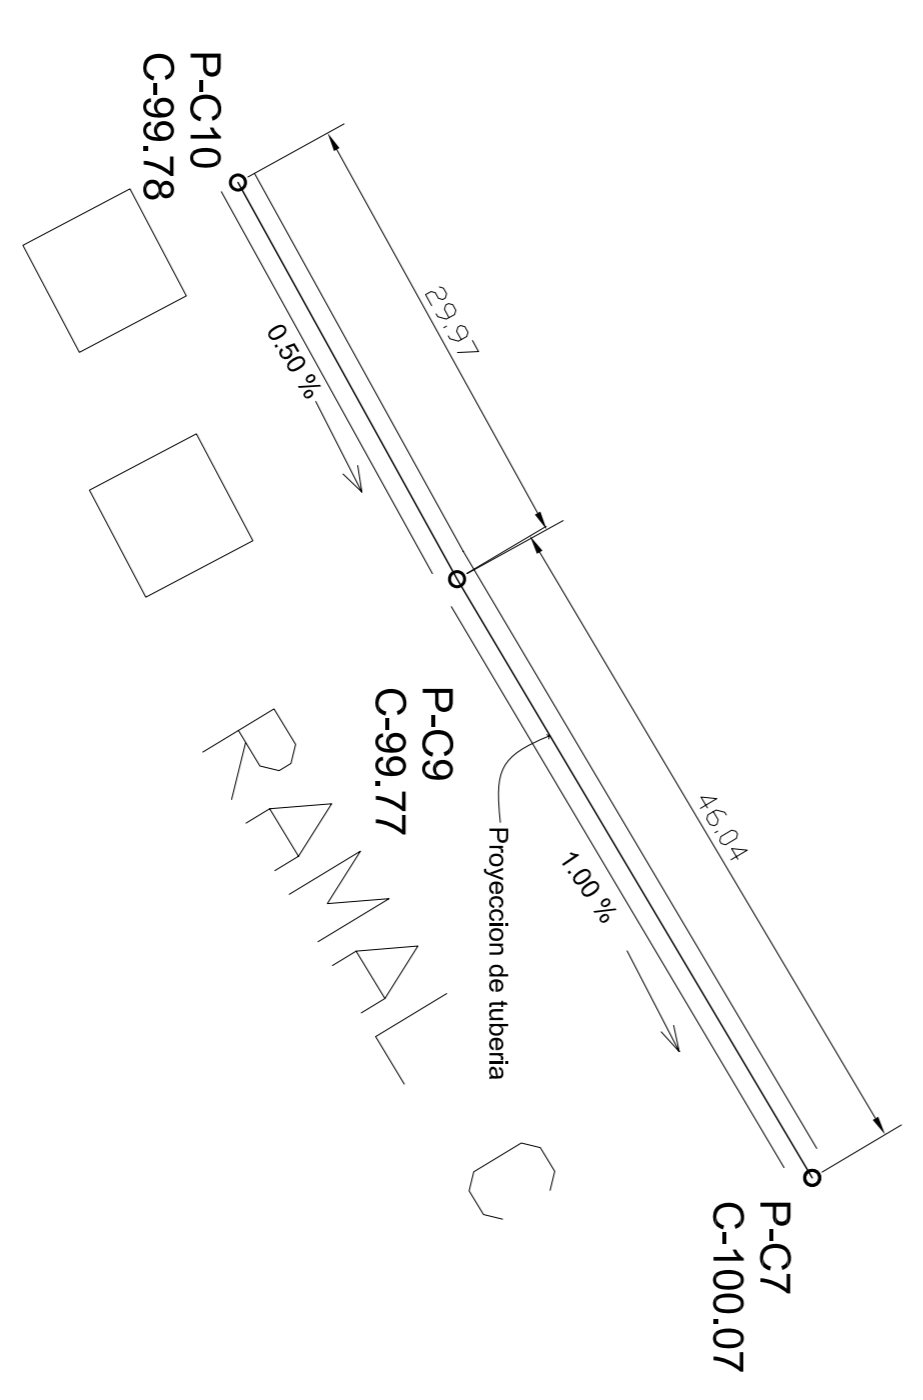 P-C10
C-99.78
29.97
0.50 %
P-C9
C-99.77
46.04
1.00 %
Proyeccion de tuberia
RAMAL C
P-C7
C-100.07